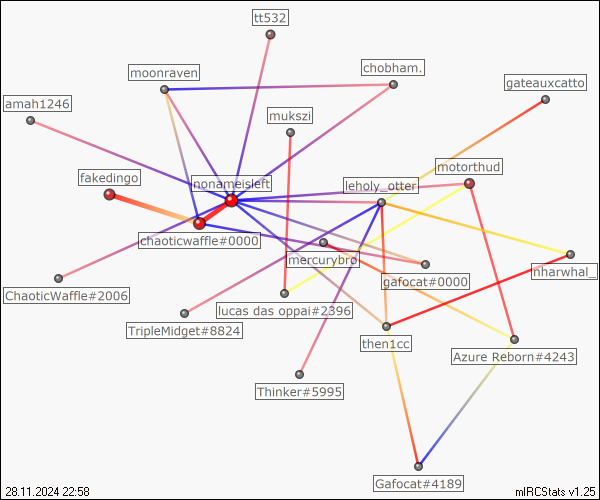 tt532
moonraven
chobham.
gateauxcatto
amah1246
mukszi
motorthud
fakedingo
nonameisleft
leholy_otter
chaoticwaffle#0000
mercurybrø
nharwhal_
gafocat#0000
ChaoticWaffle#2006
lucas das oppai#2396
TripleMidget#8824
then1cc
Azure Reborn#4243
Thinker#5995
Gafocat#4189
28.11.2024 22:58
mIRCStats v1.25